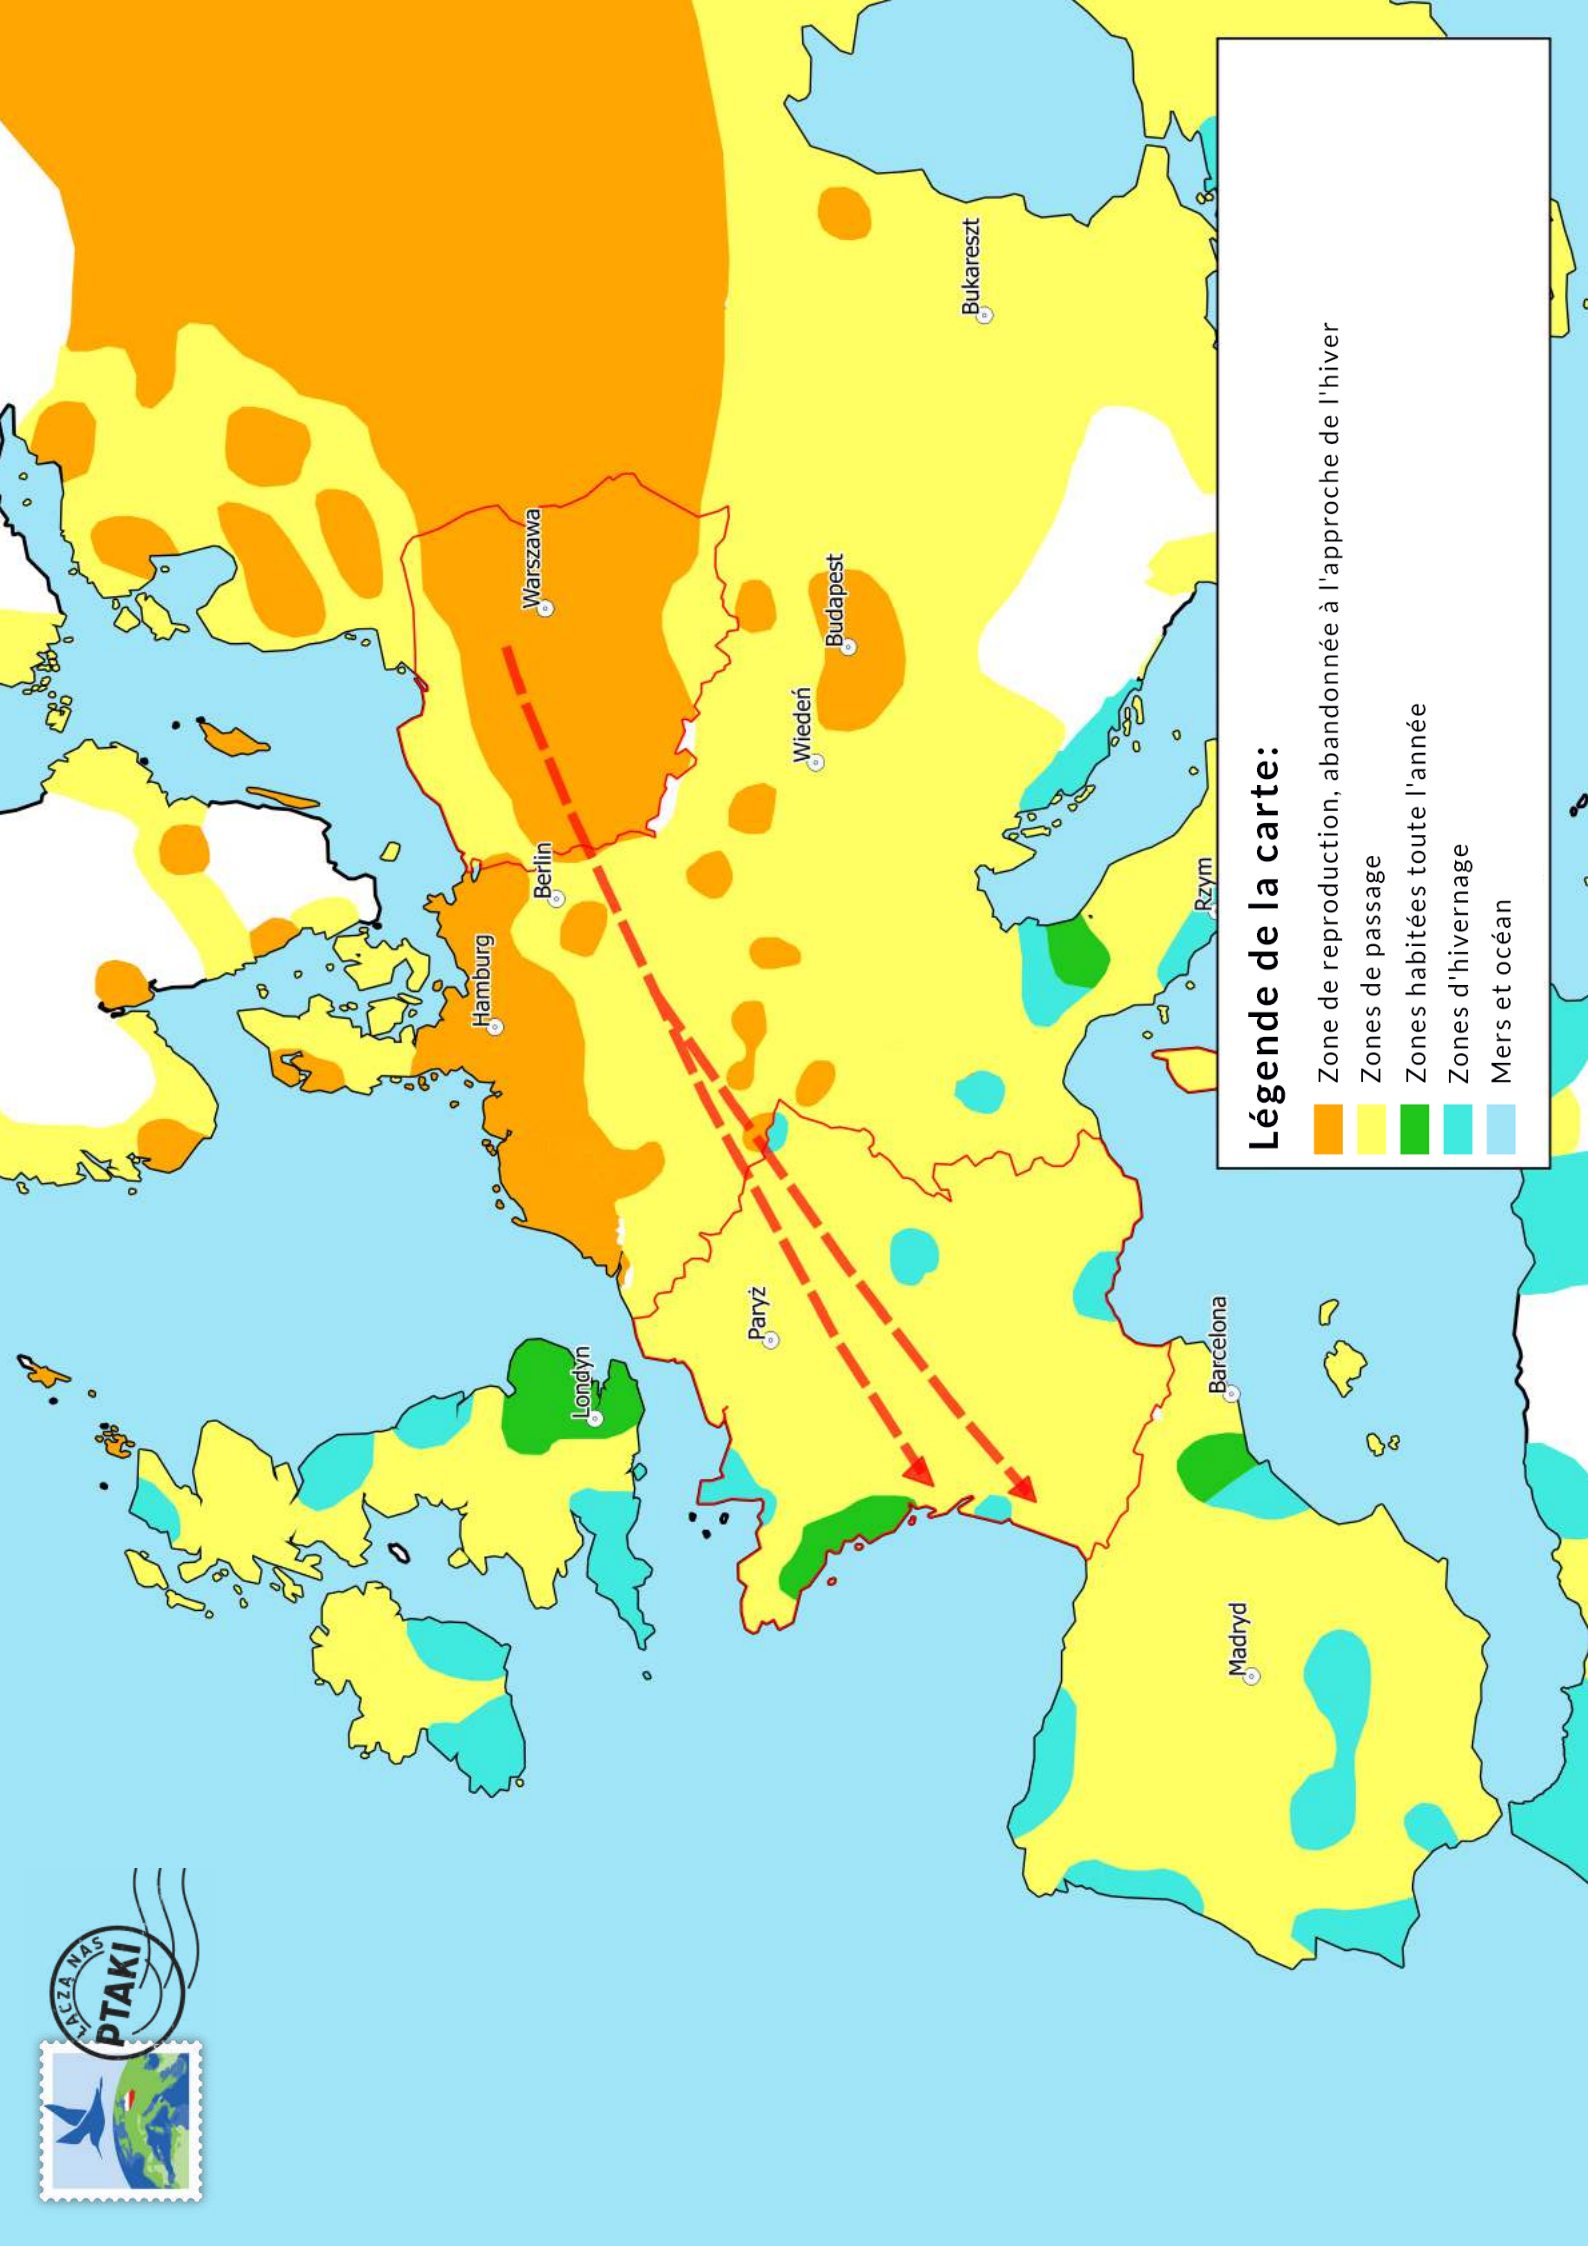 ŁĄCZĄ NAS
PTAKI
Londyn
Hamburg
Berlin
Warszawa
Paryż
Wiedeń
Budapest
Bukareszt
Madryd
Barcelona
Rzym
Légende de la carte:
Zone de reproduction, abandonnée à l'approche de l'hiver
Zones de passage
Zones habitées toute l'année
Zones d'hivernage
Mers et océan